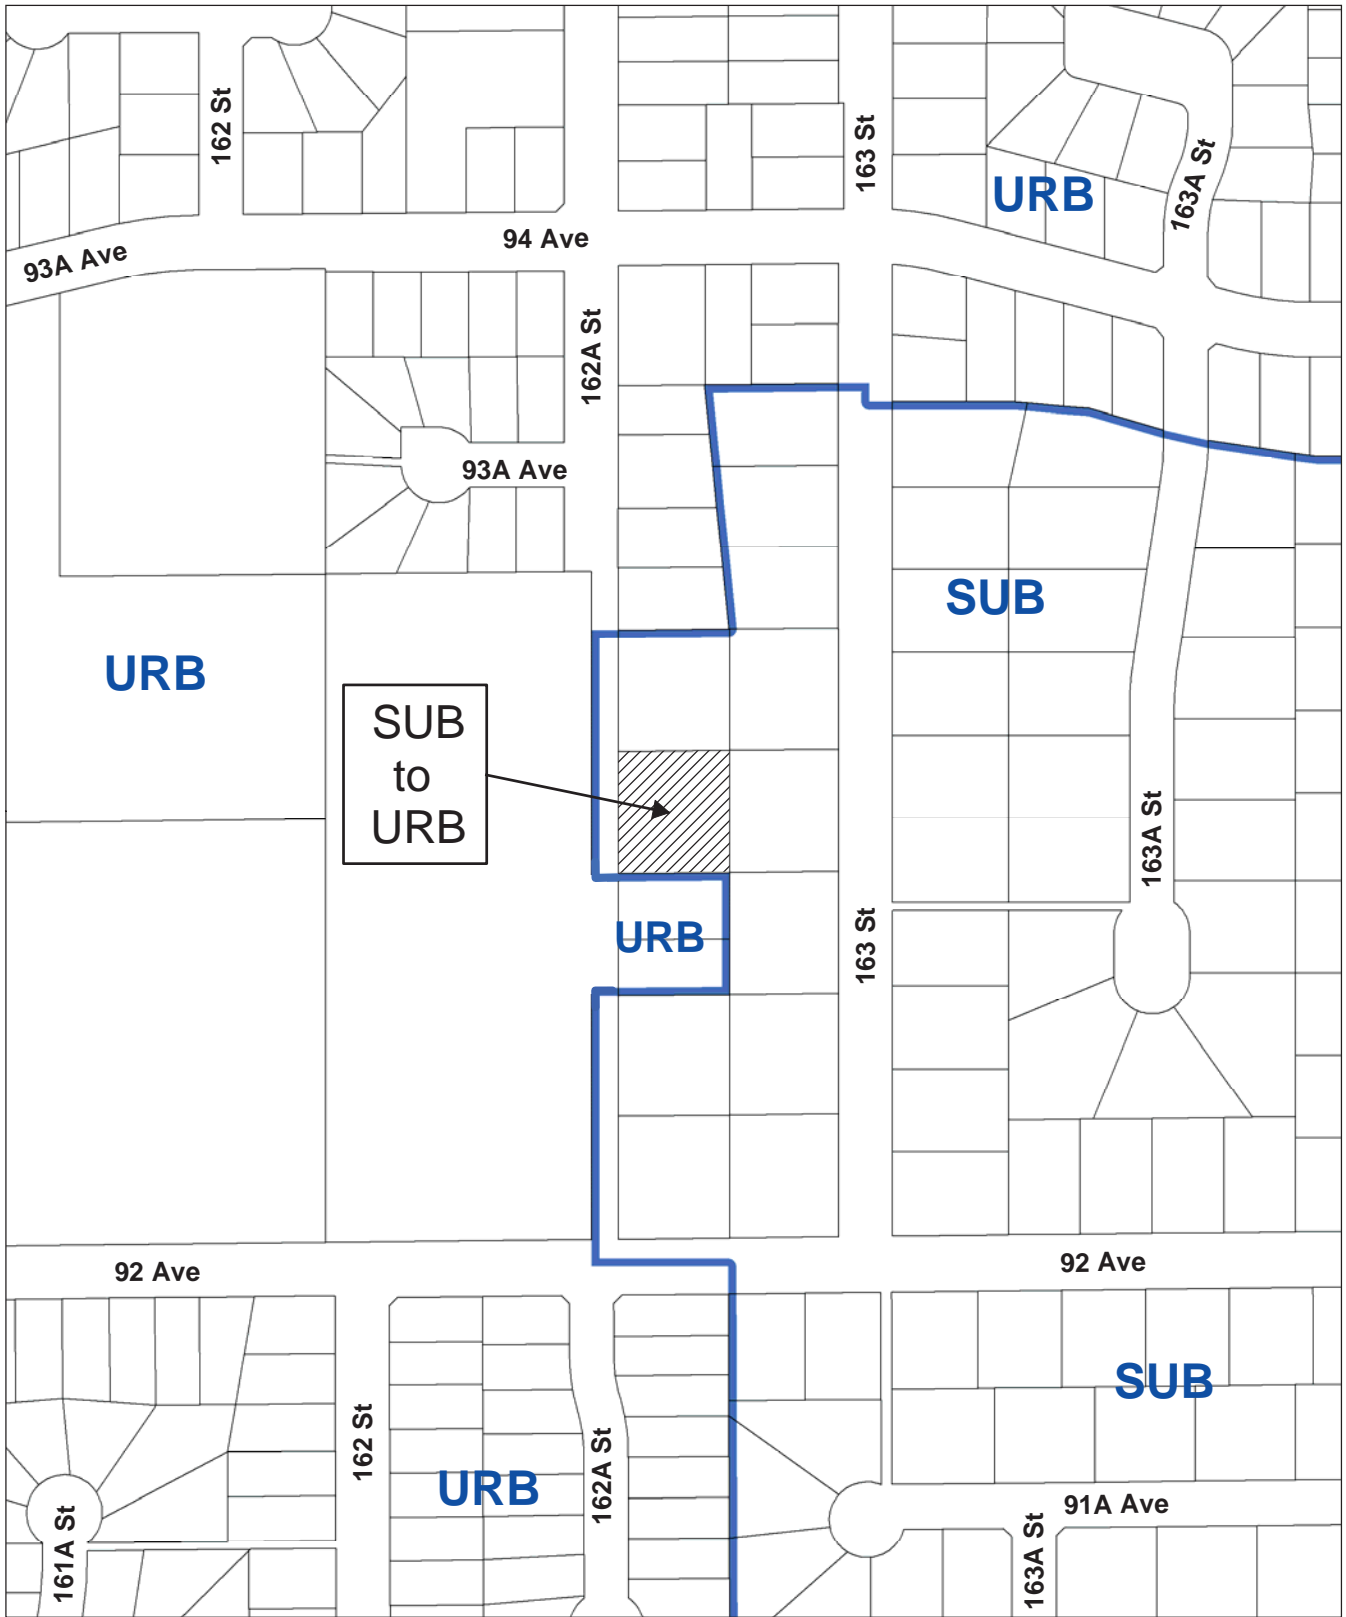 162 St
163 St
163A St
URB
93A Ave
94 Ave
162A St
93A Ave
SUB
URB
SUB
to
URB
163A St
URB
163 St
92 Ave
92 Ave
SUB
162 St
162A St
URB
91A Ave
161A St
163A St